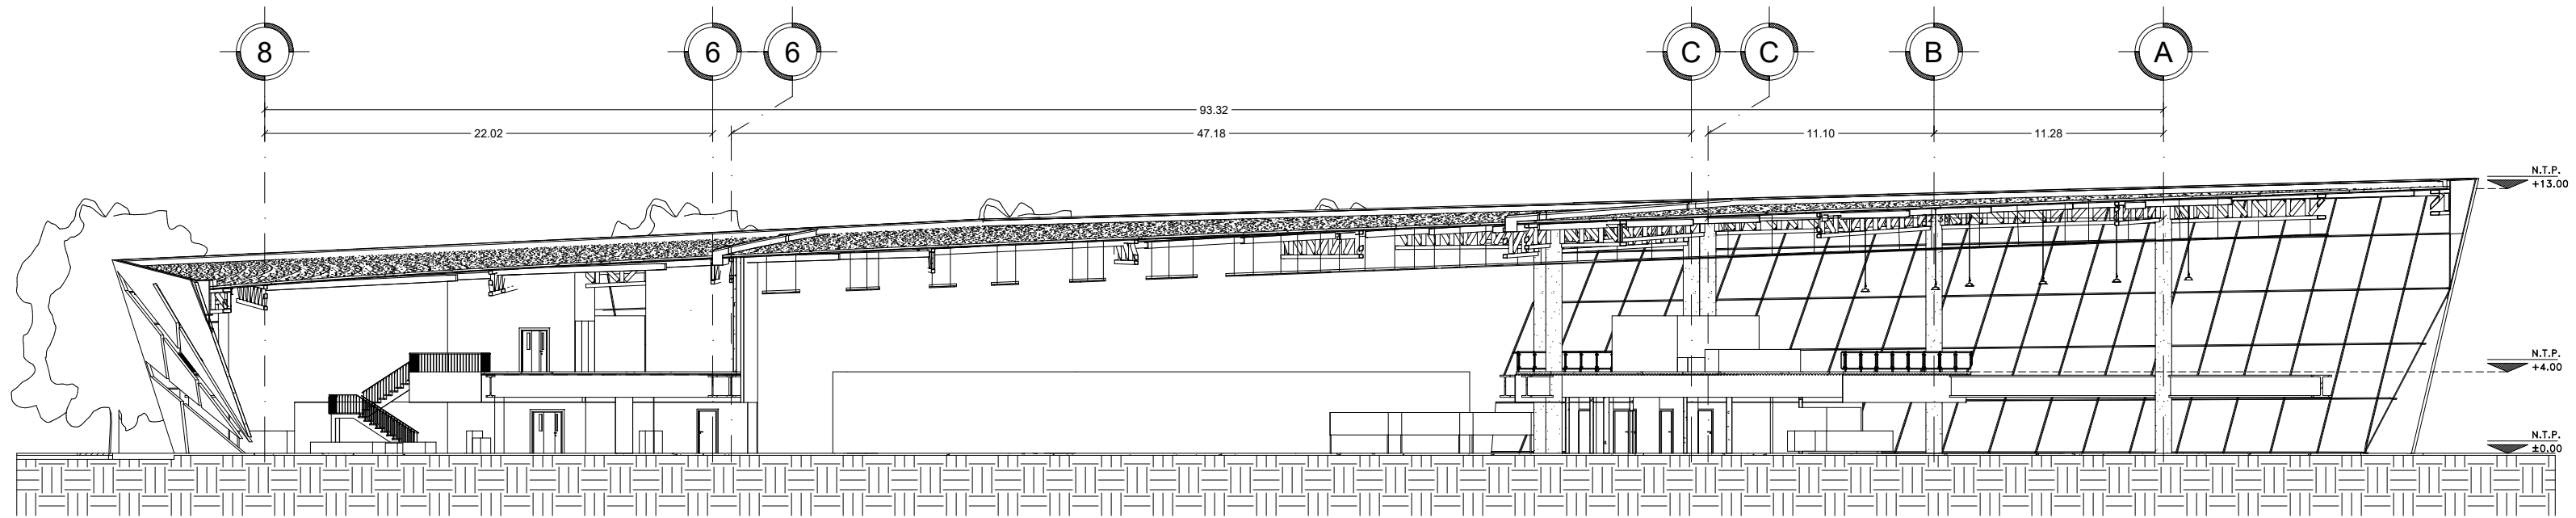 8 6 6 C C B A
93.32
22.02 47.18 11.10 11.28
N.T.P.
+13.00
N.T.P.
+4.00
N.T.P.
±0.00